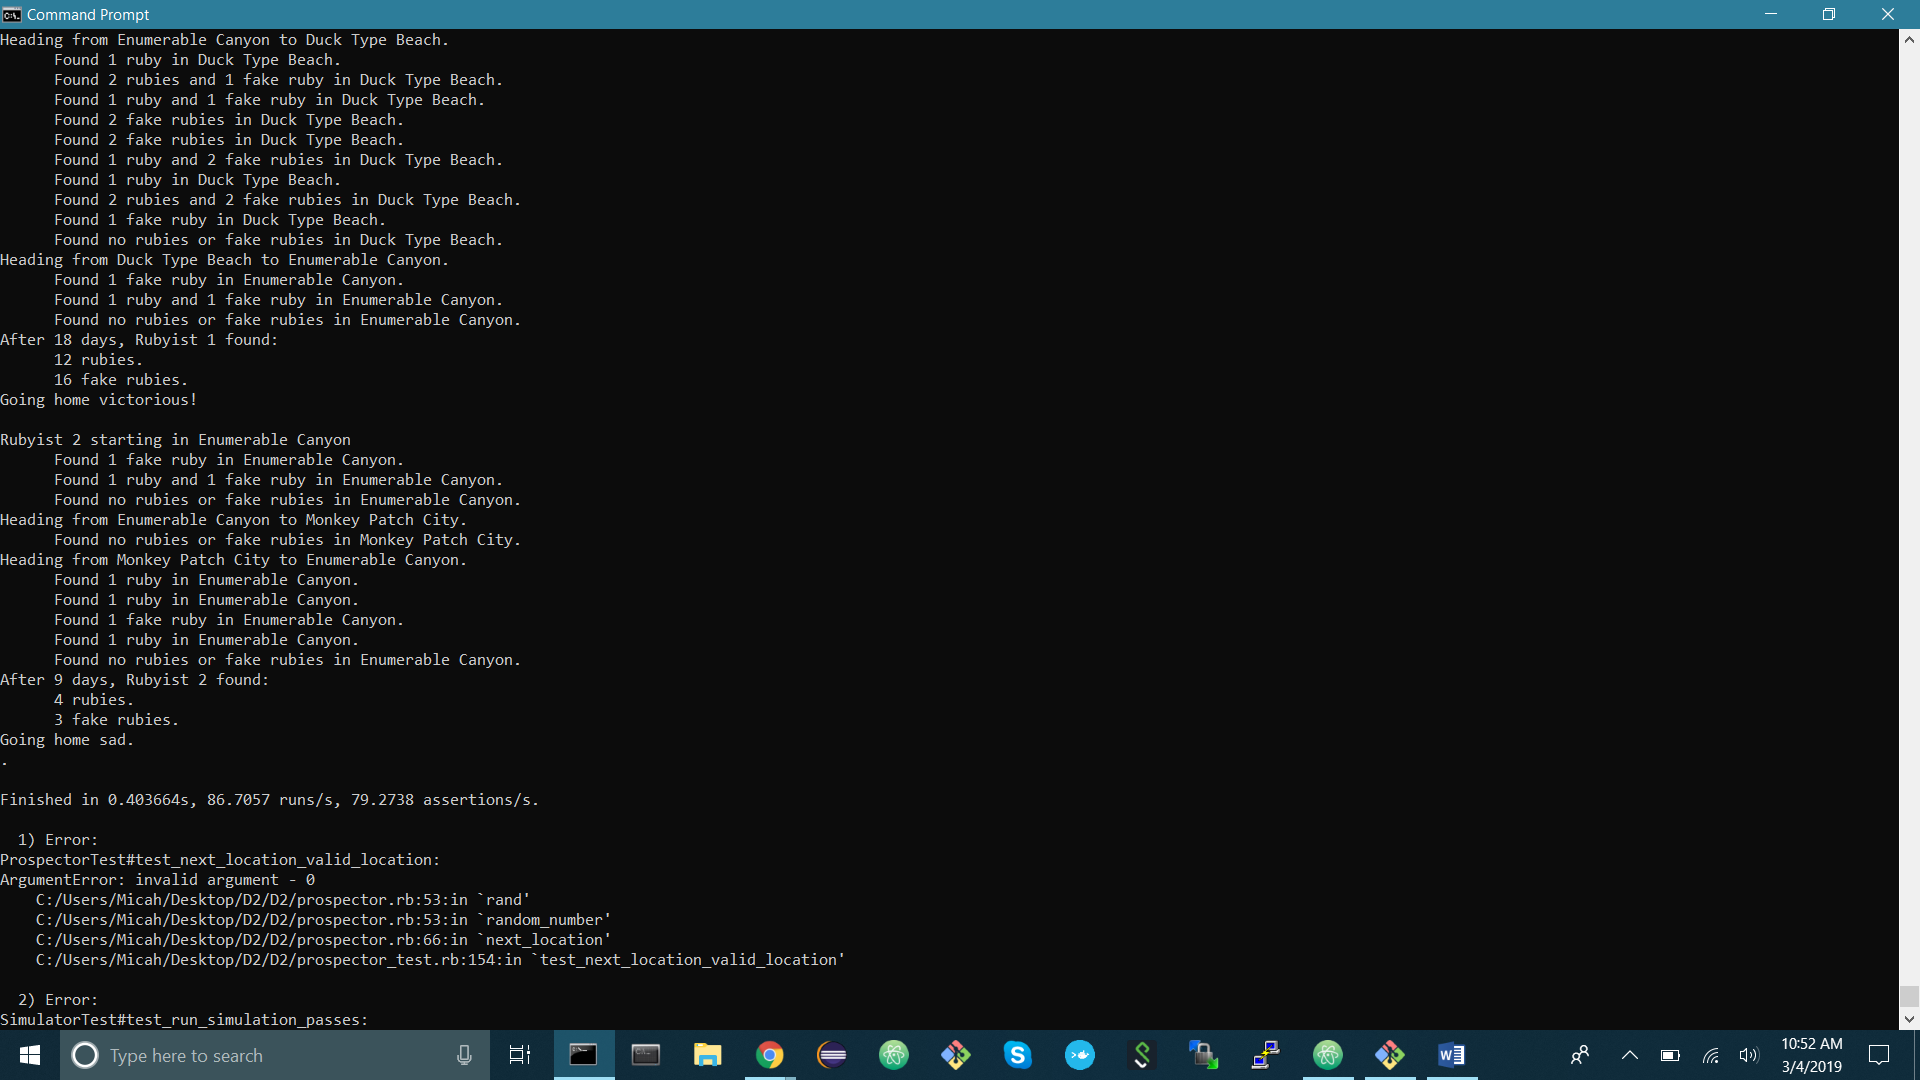 Command Prompt
Heading from Enumerable Canyon to Duck Type Beach.
Found 1 ruby in Duck Type Beach.
Found 2 rubies and 1 fake ruby in Duck Type Beach.
Found 1 ruby and 1 fake ruby in Duck Type Beach.
Found 2 fake rubies in Duck Type Beach.
Found 2 fake rubies in Duck Type Beach.
Found 1 ruby and 2 fake rubies in Duck Type Beach.
Found 1 ruby in Duck Type Beach.
Found 2 rubies and 2 fake rubies in Duck Type Beach.
Found 1 fake ruby in Duck Type Beach.
Found no rubies or fake rubies in Duck Type Beach.
Heading from Duck Type Beach to Enumerable Canyon.
Found 1 fake ruby in Enumerable Canyon.
Found 1 ruby and 1 fake ruby in Enumerable Canyon.
Found no rubies or fake rubies in Enumerable Canyon.
After 18 days, Rubyist 1 found:
12 rubies.
16 fake rubies.
Going home victorious!
Rubyist 2 starting in Enumerable Canyon
Found 1 fake ruby in Enumerable Canyon.
Found 1 ruby and 1 fake ruby in Enumerable Canyon.
Found no rubies or fake rubies in Enumerable Canyon.
Heading from Enumerable Canyon to Monkey Patch City.
Found no rubies or fake rubies in Monkey Patch City.
Heading from Monkey Patch City to Enumerable Canyon.
Found 1 ruby in Enumerable Canyon.
Found 1 ruby in Enumerable Canyon.
Found 1 fake ruby in Enumerable Canyon.
Found 1 ruby in Enumerable Canyon.
Found no rubies or fake rubies in Enumerable Canyon.
After 9 days, Rubyist 2 found:
4 rubies.
3 fake rubies.
Going home sad.
.
Finished in 0.403664s, 86.7057 runs/s, 79.2738 assertions/s.
1) Error:
ProspectorTest#test_next_location_valid_location:
ArgumentError: invalid argument - 0
C:/Users/Micah/Desktop/D2/D2/prospector.rb:53:in `rand'
C:/Users/Micah/Desktop/D2/D2/prospector.rb:53:in `random_number'
C:/Users/Micah/Desktop/D2/D2/prospector.rb:66:in `next_location'
C:/Users/Micah/Desktop/D2/D2/prospector_test.rb:154:in `test_next_location_valid_location'
2) Error:
SimulatorTest#test_run_simulation_passes:
Type here to search
10:52 AM
3/4/2019